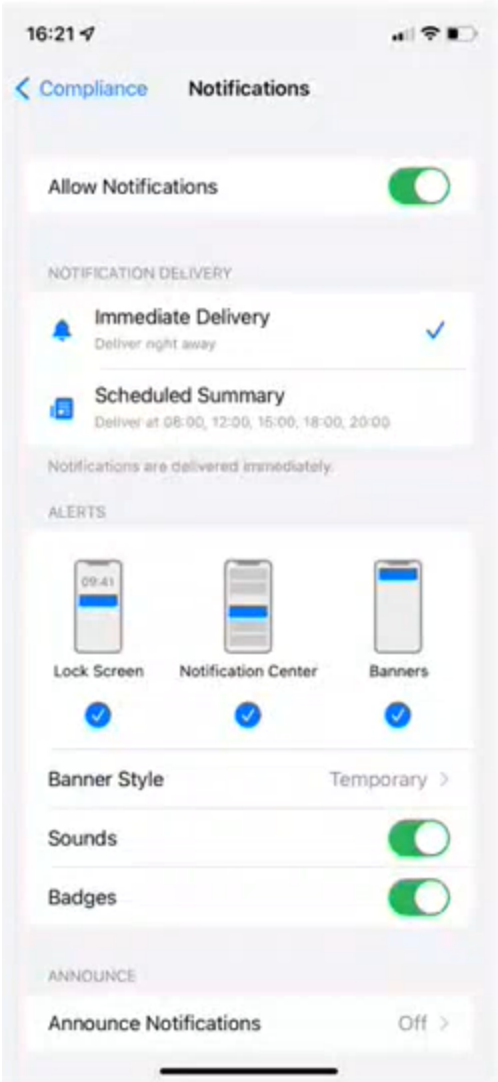 16:21
Compliance Notifications
Allow Notifications
NOTIFICATION DELIVERY
Immediate Delivery
Deliver right away
Scheduled Summary
Deliver at 08:00, 12:00, 15:00, 18:00, 20:00
Notifications are delivered immediately.
ALERTS
09:41
Lock Screen Notification Center Banners
Banner Style Temporary
Sounds
Badges
ANNOUNCE
Announce Notifications Off